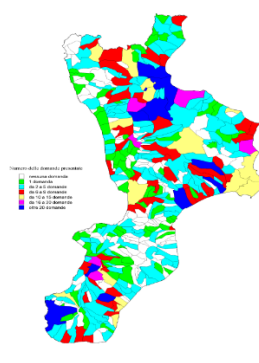 Numero delle domande presentate
nessuna domanda
1 domanda
da 2 a 5 domande
da 6 a 9 domande
da 10 a 15 domande
da 16 a 20 domande
oltre 20 domande